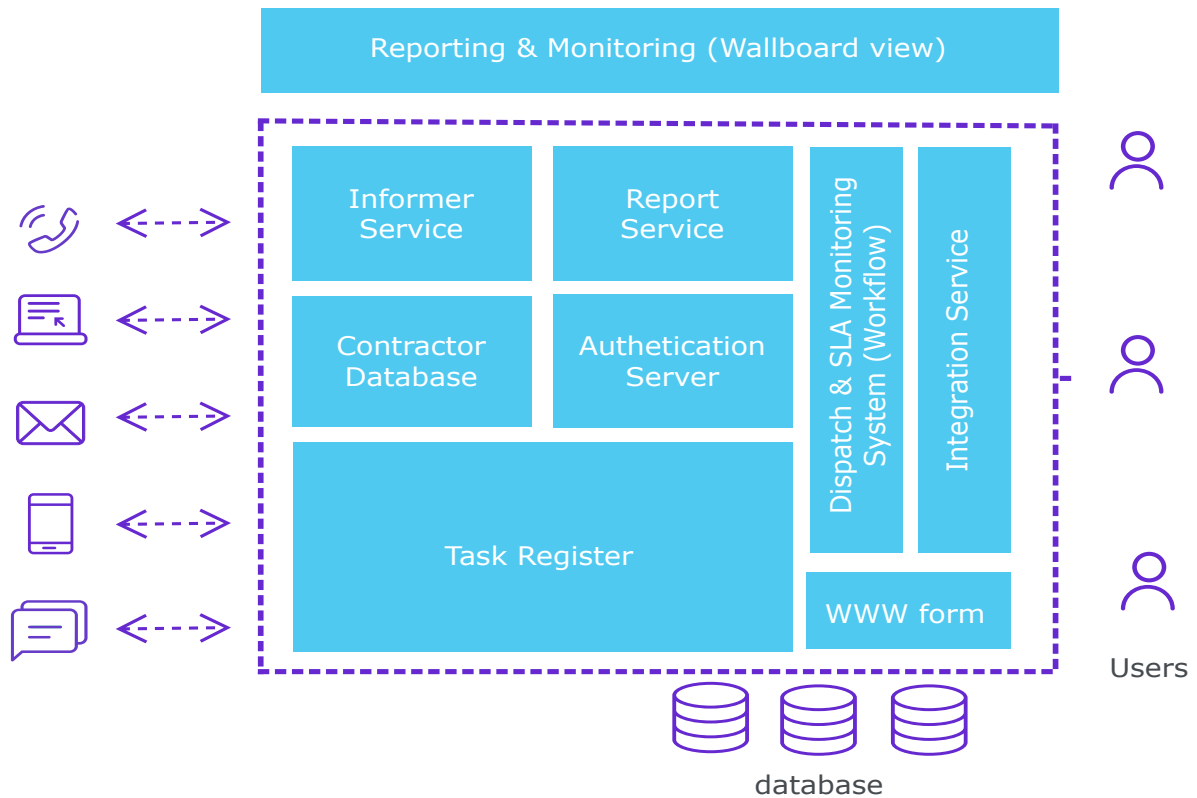 Reporting & Monitoring (Wallboard view)
Informer
Service
Report
Service
Contractor
Database
Authetication
Server
Task Register
Dispatch & SLA Monitoring
System (Workflow)
Integration Service
WWW form
Users
database